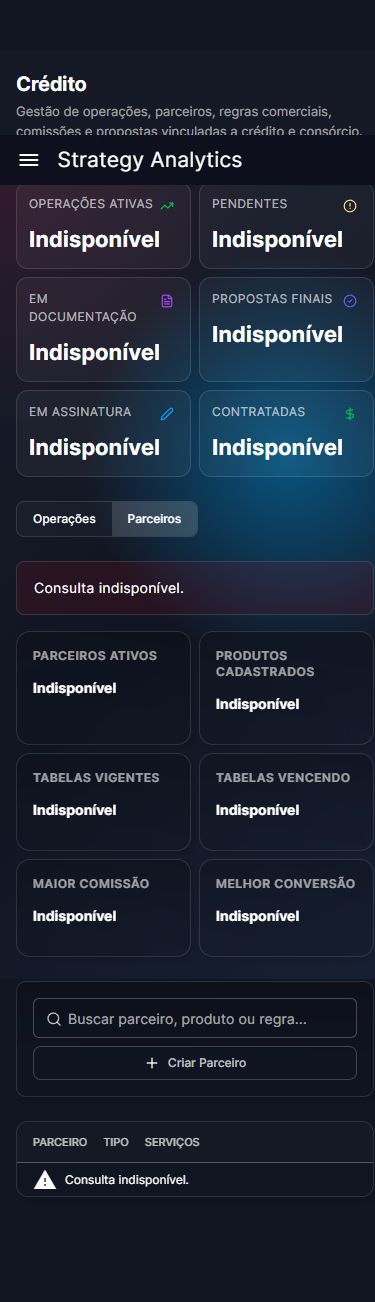 Crédito
Gestão de operações, parceiros, regras comerciais,
comissões e propostas vinculadas a crédito e consórcio.
Strategy Analytics
OPERAÇÕES ATIVAS
Indisponível
PENDENTES
Indisponível
EM
DOCUMENTAÇÃO
Indisponível
PROPOSTAS FINAIS
Indisponível
EM ASSINATURA
Indisponível
CONTRATADAS
Indisponível
Operações
Parceiros
Consulta indisponível.
PARCEIROS ATIVOS
Indisponível
PRODUTOS
CADASTRADOS
Indisponível
TABELAS VIGENTES
Indisponível
TABELAS VENCENDO
Indisponível
MAIOR COMISSÃO
Indisponível
MELHOR CONVERSÃO
Indisponível
Buscar parceiro, produto ou regra...
Criar Parceiro
PARCEIRO TIPO SERVIÇOS
Consulta indisponível.